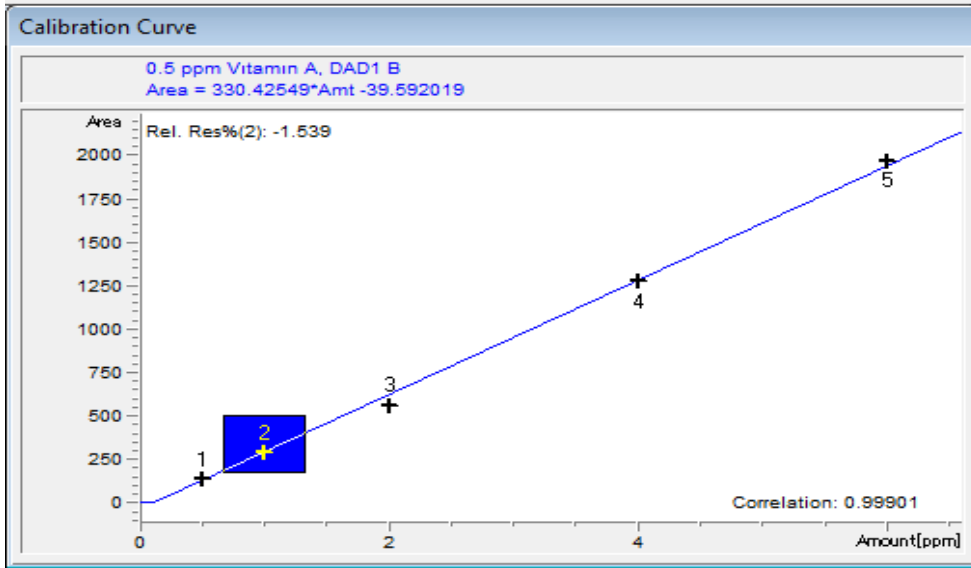 Calibration Curve
0.5 ppm Vitamin A, DAD1 B
Area = 330.42549*Amt -39.592019
Area
Rel. Res%(2): -1.539
2000
1750
1500
1250
1000
750
500
250
0
1
2
3
4
5
Correlation: 0.99901
0
2
4
Amount[ppm]